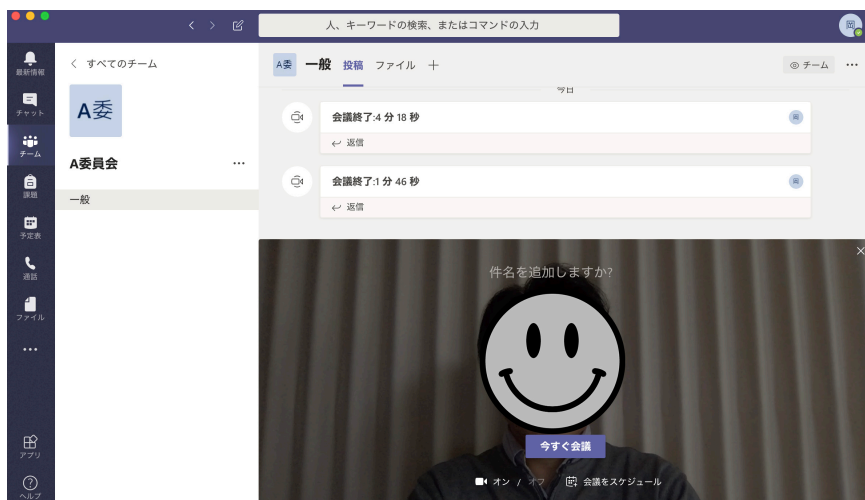 人、キーワードの検索、またはコマンドの入力
岡
最新情報
チャット
チーム
課題
予定表
通話
ファイル
アプリ
ヘルプ
すべてのチーム
A委
A委員会
一般
A委 一般 投稿 ファイル
チーム
今日
会議終了:4 分 18 秒
岡
返信
会議終了:1 分 46 秒
岡
返信
件名を追加しますか?
今すぐ会議
オン / オフ 会議をスケジュール